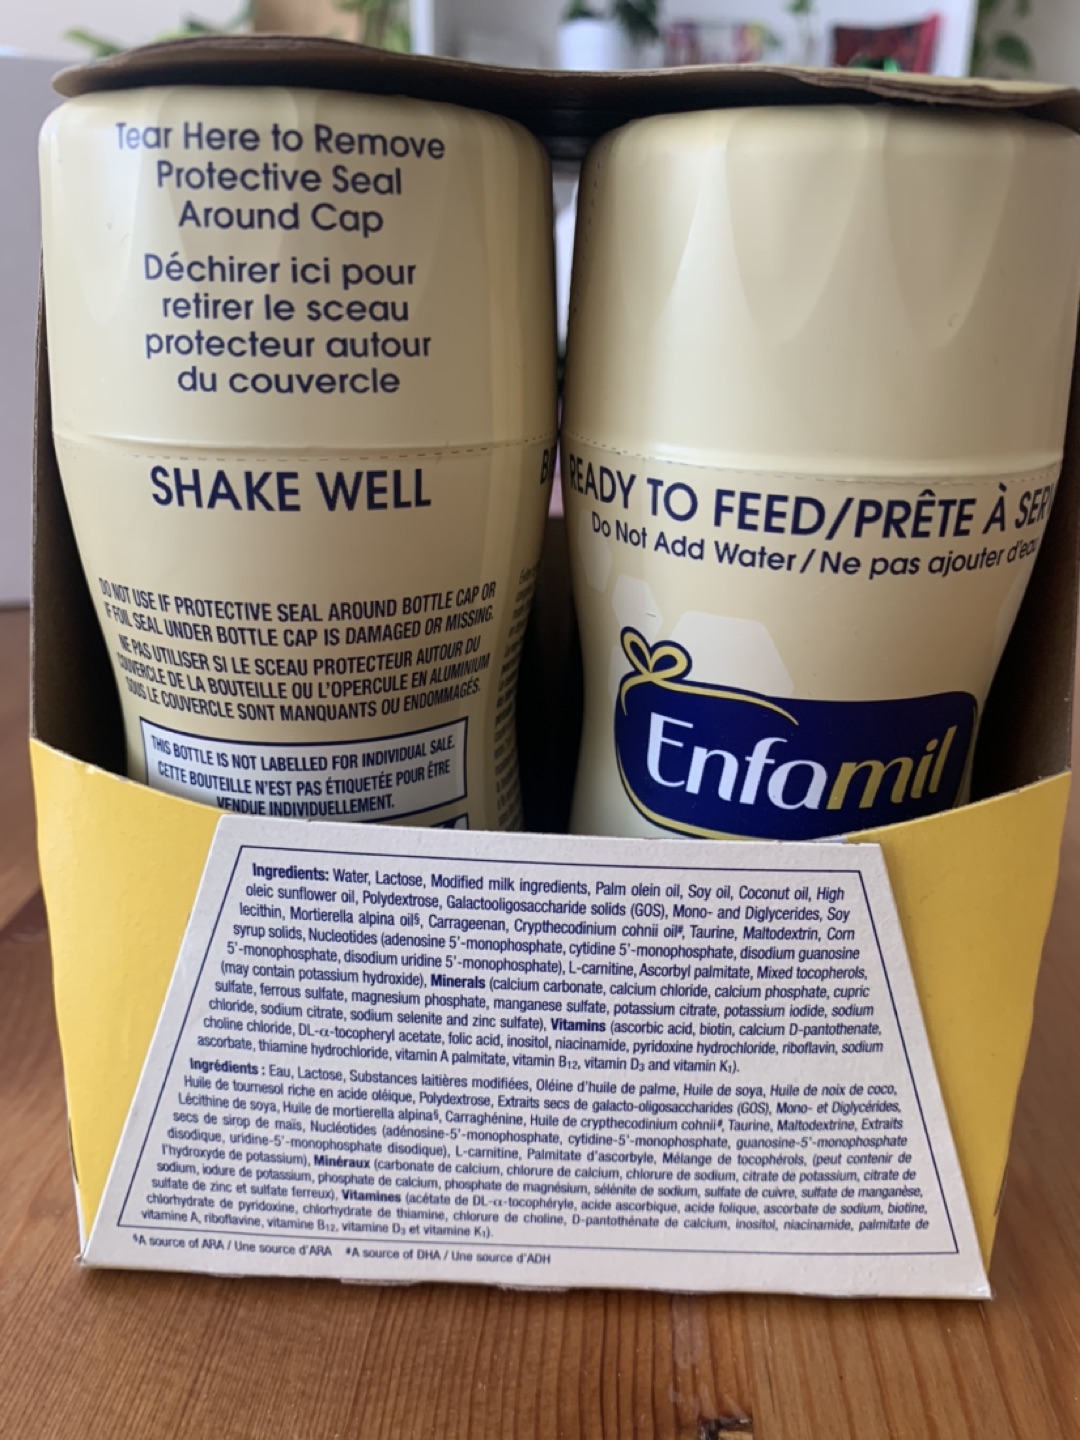 Tear Here to Remove
Protective Seal
Around Cap
Déchirer ici pour
retirer le sceau
protecteur autour
du couvercle
SHAKE WELL
DO NOT USE IF PROTECTIVE SEAL AROUND BOTTLE CAP OR
IF FOIL SEAL UNDER BOTTLE CAP IS DAMAGED OR MISSING.
NE PAS UTILISER SI LE SCEAU PROTECTEUR AUTOUR DU
COUVERCLE DE LA BOUTEILLE OU L'OPERCULE EN ALUMINIUM
SOUS LE COUVERCLE SONT MANQUANTS OU ENDOMMAGÉS.
THIS BOTTLE IS NOT LABELLED FOR INDIVIDUAL SALE.
CETTE BOUTEILLE N'EST PAS ÉTIQUETÉE POUR ÊTRE
VENDUE INDIVIDUELLEMENT.
READY TO FEED/PRÊTE À SERV
Do Not Add Water / Ne pas ajouter d'eau
Enfamil
Ingredients: Water, Lactose, Modified milk ingredients, Palm olein oil, Soy oil, Coconut oil, High
oleic sunflower oil, Polydextrose, Galactooligosaccharide solids (GOS), Mono- and Diglycerides, Soy
lecithin, Mortierella alpina oil§, Carrageenan, Crypthecodinium cohnii oil#, Taurine, Maltodextrin, Corn
syrup solids, Nucleotides (adenosine 5'-monophosphate, cytidine 5'-monophosphate, disodium guanosine
5'-monophosphate, disodium uridine 5'-monophosphate), L-carnitine, Ascorbyl palmitate, Mixed tocopherols,
(may contain potassium hydroxide), Minerals (calcium carbonate, calcium chloride, calcium phosphate, cupric
sulfate, ferrous sulfate, magnesium phosphate, manganese sulfate, potassium citrate, potassium iodide, sodium
chloride, sodium citrate, sodium selenite and zinc sulfate), Vitamins (ascorbic acid, biotin, calcium D-pantothenate,
choline chloride, DL-α-tocopheryl acetate, folic acid, inositol, niacinamide, pyridoxine hydrochloride, riboflavin, sodium
ascorbate, thiamine hydrochloride, vitamin A palmitate, vitamin B12, vitamin D3 and vitamin K1).
Ingrédients : Eau, Lactose, Substances laitières modifiées, Oléine d'huile de palme, Huile de soya, Huile de noix de coco,
Huile de tournesol riche en acide oléique, Polydextrose, Extraits secs de galacto-oligosaccharides (GOS), Mono- et Diglycérides,
Lécithine de soya, Huile de mortierella alpina§, Carraghénine, Huile de crypthecodinium cohnii#, Taurine, Maltodextrine, Extraits
secs de sirop de maïs, Nucléotides (adénosine-5'-monophosphate, cytidine-5'-monophosphate, guanosine-5'-monophosphate
disodique, uridine-5'-monophosphate disodique), L-carnitine, Palmitate d'ascorbyle, Mélange de tocophérols, (peut contenir de
l'hydroxyde de potassium), Minéraux (carbonate de calcium, chlorure de calcium, chlorure de sodium, citrate de potassium, citrate de
sodium, iodure de potassium, phosphate de calcium, phosphate de magnésium, sélénite de sodium, sulfate de cuivre, sulfate de manganèse,
sulfate de zinc et sulfate ferreux), Vitamines (acétate de DL-α-tocophéryle, acide ascorbique, acide folique, ascorbate de sodium, biotine,
chlorhydrate de pyridoxine, chlorhydrate de thiamine, chlorure de choline, D-pantothénate de calcium, inositol, niacinamide, palmitate de
vitamine A, riboflavine, vitamine B12, vitamine D3 et vitamine K1).
§A source of ARA / Une source d'ARA #A source of DHA / Une source d'ADH